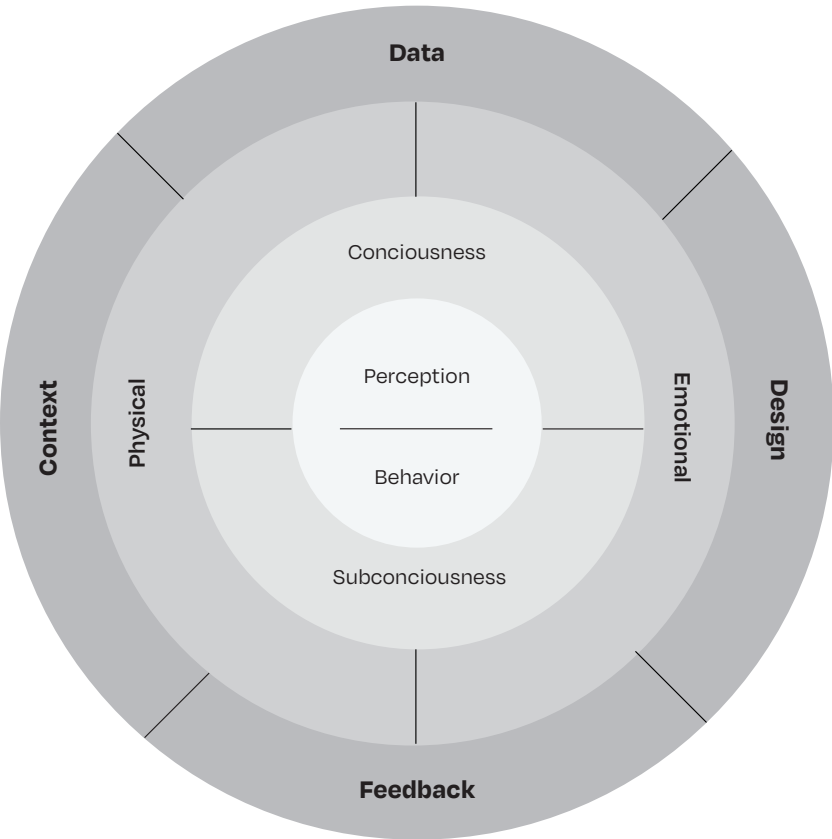 Data
Conciousness
Perception
Context
Physical
Emotional
Design
Behavior
Subconciousness
Feedback